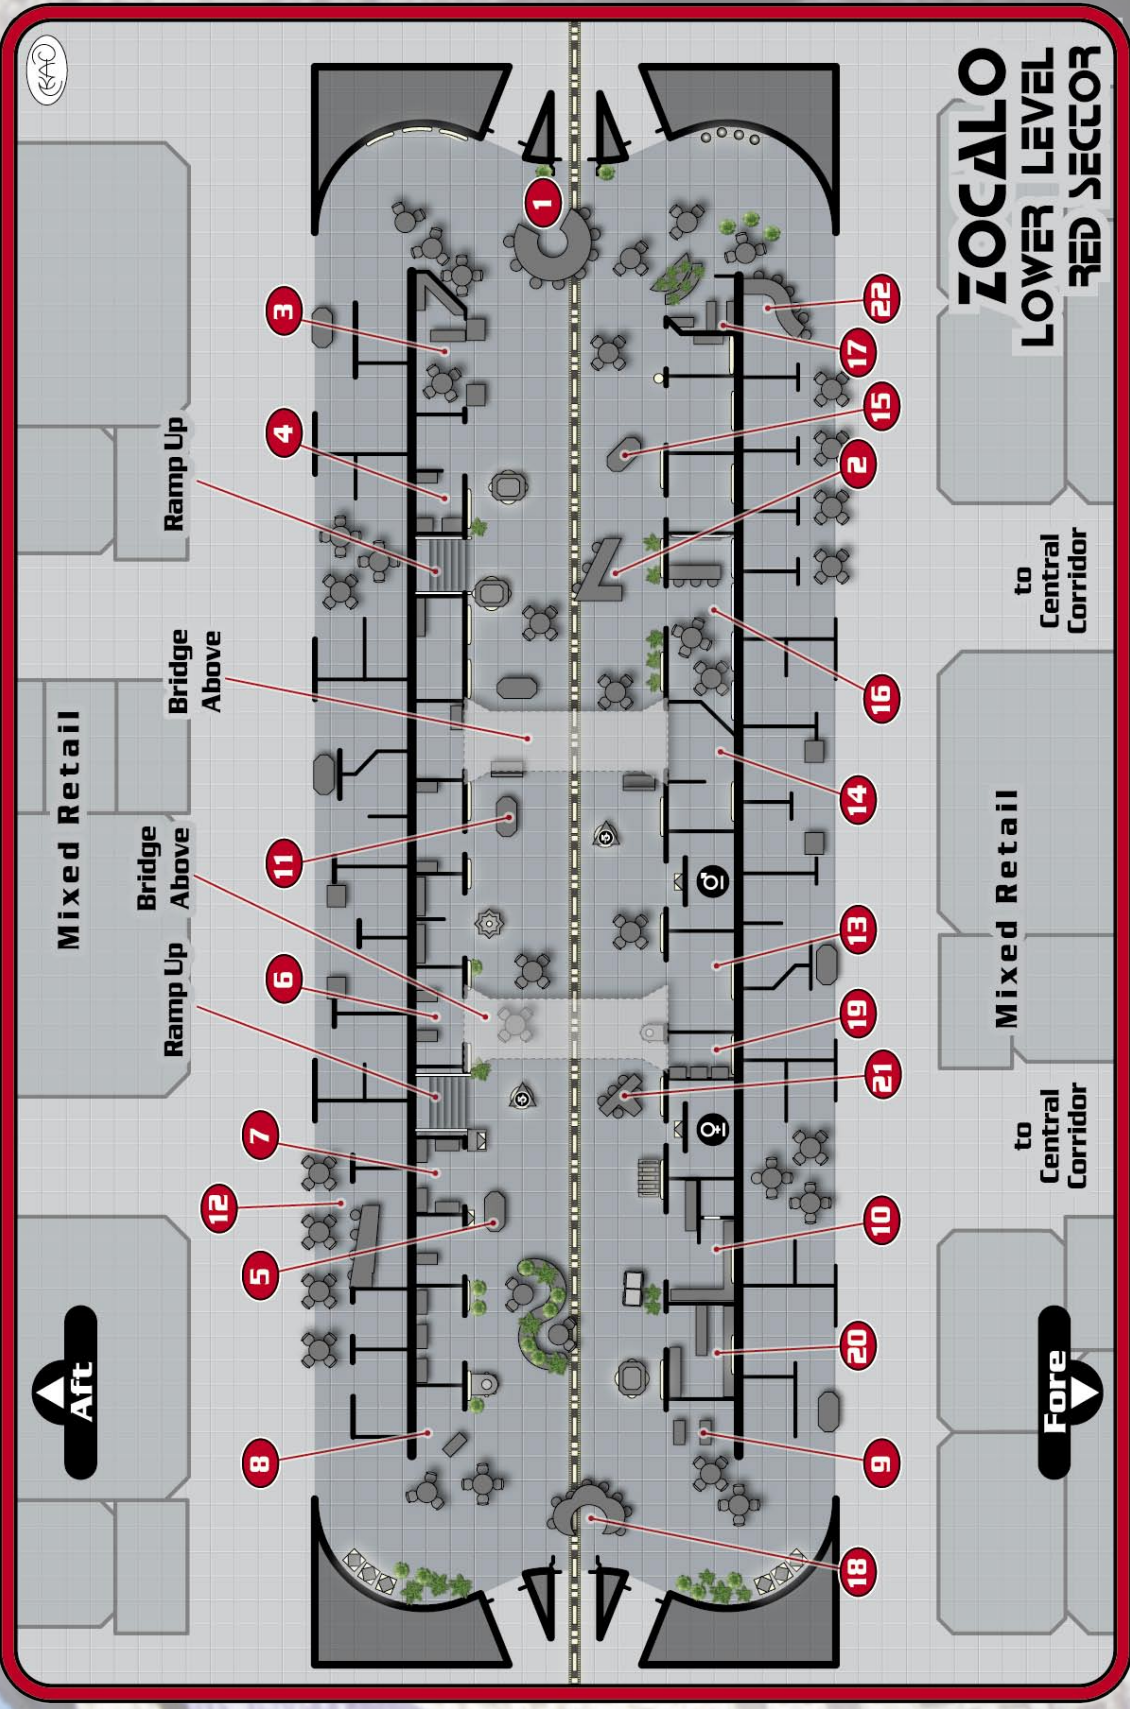 Aft
Mixed Retail
Ramp Up
Bridge
Above
Bridge
Above
Ramp Up
12
8
5
7
6
11
4
3
1
18
20
19
13
14
2
17
9
10
21
16
15
22
Fore
to
Central
Corridor
Mixed Retail
to
Central
Corridor
ZOCALO
LOWER LEVEL
RED SECTOR